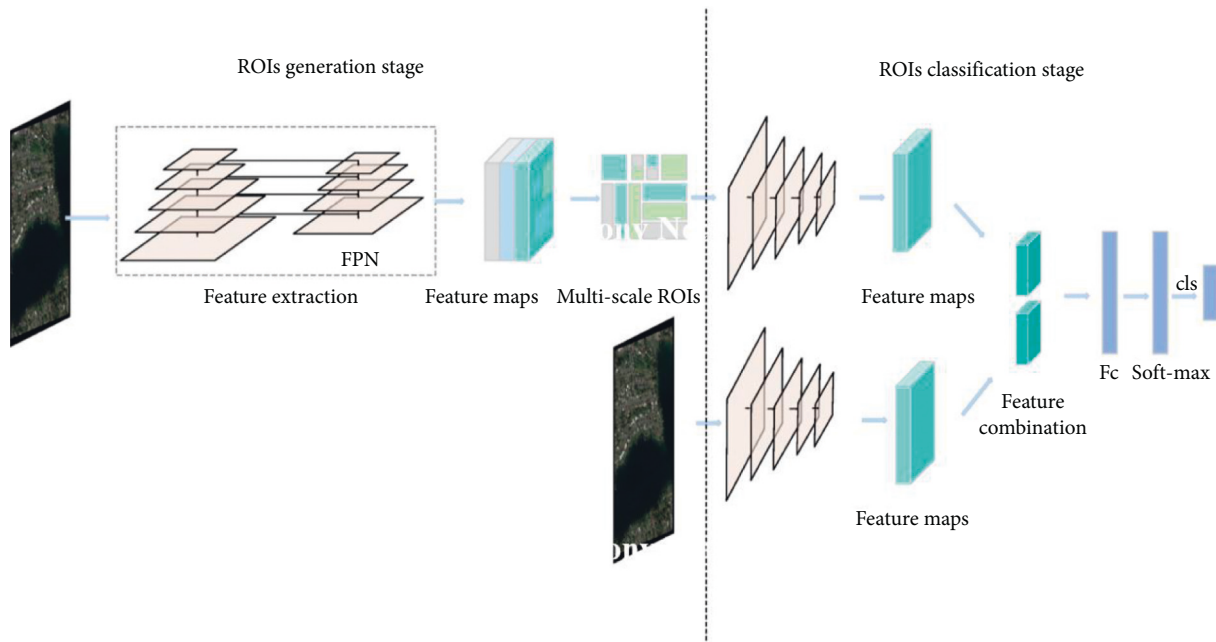 ROIs generation stage
ROIs classification stage
FPN
Feature extraction
Feature maps
Multi-scale ROIs
Feature maps
cls
Fc
Soft-max
Feature
combination
Feature maps